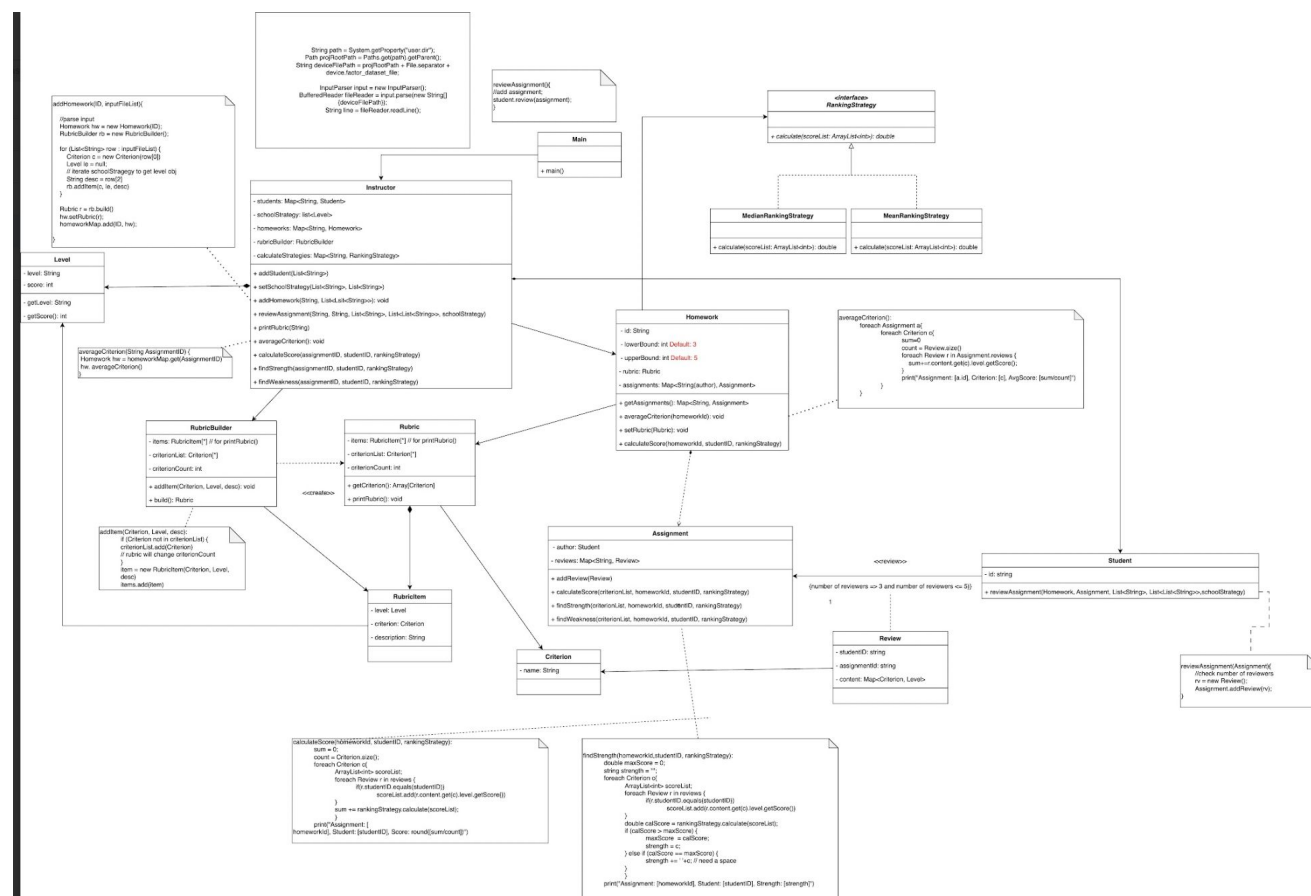 String path = System.getProperty("user.dir");
Path projRootPath = Paths.get(path).getParent();
String deviceFilePath = projRootPath + File.separator +
device.factor_dataset_file;
InputParser input = new InputParser();
BufferedReader fileReader = input.parse(new String[]
{deviceFilePath});
String line = fileReader.readLine();
reviewAssignment(){
//add assignment;
student.review(assignment);
}
addHomework(ID, inputFileList){
//parse input
Homework hw = new Homework(ID);
RubricBuilder rb = new RubricBuilder();
for (List<String> row : inputFileList) {
Criterion c = new Criterion(row[0])
Level le = null;
// iterate schoolStragegy to get level obj
String desc = row[2]
rb.addItem(c, le, desc)
}
Rubric r = rb.build()
hw.setRubric(r);
homeworkMap.add(ID, hw);
}
Main
+ main()
<interface>
RankingStrategy
+ calculate(scoreList: ArrayList<int>): double
MedianRankingStrategy
+ calculate(scoreList: ArrayList<int>): double
MeanRankingStrategy
+ calculate(scoreList: ArrayList<int>): double
Instructor
- students: Map<String, Student>
- schoolStrategy: list<Level>
- homeworks: Map<String, Homework>
- rubricBuilder: RubricBuilder
- calculateStrategies: Map<String, RankingStrategy>
+ addStudent(List<String>)
+ setSchoolStrategy(List<String>, List<String>)
+ addHomework(String, List<List<String>>): void
+ reviewAssignment(String, String, List<String>, List<List<String>>, schoolStrategy)
+ printRubric(String)
+ averageCriterion(): void
+ calculateScore(assignmentID, studentID, rankingStrategy)
+ findStrength(assignmentID, studentID, rankingStrategy)
+ findWeakness(assignmentID, studentID, rankingStrategy)
Level
- level: String
- score: int
- getLevel: String
- getScore(): int
averageCriterion(String AssignmentID) {
Homework hw = homeworkMap.get(AssignmentID)
hw. averageCriterion()
}
Homework
- id: String
- lowerBound: int Default: 3
- upperBound: int Default: 5
- rubric: Rubric
- assignments: Map<String(author), Assignment>
+ getAssignments(): Map<String, Assignment>
+ averageCriterion(homeworkId): void
+ setRubric(Rubric): void
+ calculateScore(homeworkId, studentID, rankingStrategy)
averageCriterion():
foreach Assignment a{
foreach Criterion c{
sum=0
count = Review.size()
foreach Review r in Assignment.reviews {
sum+=r.content.get(c).level.getScore();
}
print("Assignment: [a.id], Criterion: [c], AvgScore: [sum/count]")
}
}
RubricBuilder
- items: RubricItem[*] // for printRubric()
- criterionList: Criterion[*]
- criterionCount: int
+ addItem(Criterion, Level, desc): void
+ build(): Rubric
<<create>>
Rubric
- items: RubricItem[*] // for printRubric()
- criterionList: Criterion[*]
- criterionCount: int
+ getCriterion(): Array[Criterion]
+ printRubric(): void
addItem(Criterion, Level, desc):
if (Criterion not in criterionList) {
criterionList.add(Criterion)
// rubric will change criterionCount
}
item = new RubricItem(Criterion, Level,
desc)
items.add(item)
RubricItem
- level: Level
- criterion: Criterion
- description: String
Assignment
- author: Student
- reviews: Map<String, Review>
+ addReview(Review)
+ calculateScore(criterionList, homeworkId, studentID, rankingStrategy)
+ findStrength(criterionList, homeworkId, studentID, rankingStrategy)
+ findWeakness(criterionList, homeworkId, studentID, rankingStrategy)
<<review>>
{number of reviewers => 3 and number of reviewers <= 5}}
Student
- id: string
+ reviewAssignment(Homework, Assignment, List<String>, List<List<String>>,schoolStrategy)
Criterion
- name: String
Review
- studentID: string
- assignmentId: string
- content: Map<Criterion, Level>
reviewAssignment(Assignment){
//check number of reviewers
rv = new Review();
Assignment.addReview(rv);
}
calculateScore(homeworkId, studentID, rankingStrategy):
sum = 0;
count = Criterion.size();
foreach Criterion c{
ArrayList<int> scoreList;
foreach Review r in reviews {
if(r.studentID.equals(studentID))
scoreList.add(r.content.get(c).level.getScore())
}
sum += rankingStrategy.calculate(scoreList);
}
print("Assignment: [
homeworkId], Student: [studentID], Score: round([sum/count])")
findStrength(homeworkId,studentID, rankingStrategy):
double maxScore = 0;
string strength = "";
foreach Criterion c{
ArrayList<int> scoreList;
foreach Review r in reviews {
if(r.studentID.equals(studentID))
scoreList.add(r.content.get(c).level.getScore())
}
double calScore = rankingStrategy.calculate(scoreList);
if (calScore > maxScore) {
maxScore = calScore;
strength = c;
} else if (calScore == maxScore) {
strength += ' '+c; // need a space
}
}
print("Assignment: [homeworkId], Student: [studentID], Strength: [strength]")